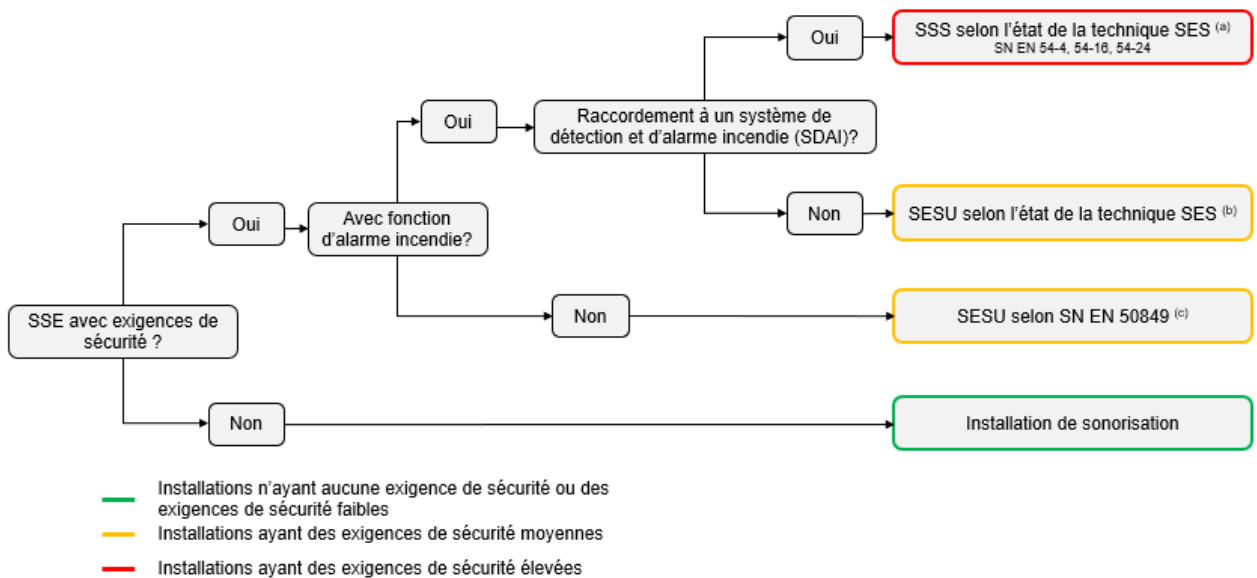 Oui
SSS selon l'état de la technique SES (a)
SN EN 54-4, 54-16, 54-24
Oui
Raccordement à un système de
détection et d'alarme incendie (SDAI)?
Oui
Avec fonction
d'alarme incendie?
Non
SESU selon l'état de la technique SES (b)
SSE avec exigences de
sécurité ?
Non
SESU selon SN EN 50849 (c)
Non
Installation de sonorisation
Installations n'ayant aucune exigence de sécurité ou des
exigences de sécurité faibles
Installations ayant des exigences de sécurité moyennes
Installations ayant des exigences de sécurité élevées